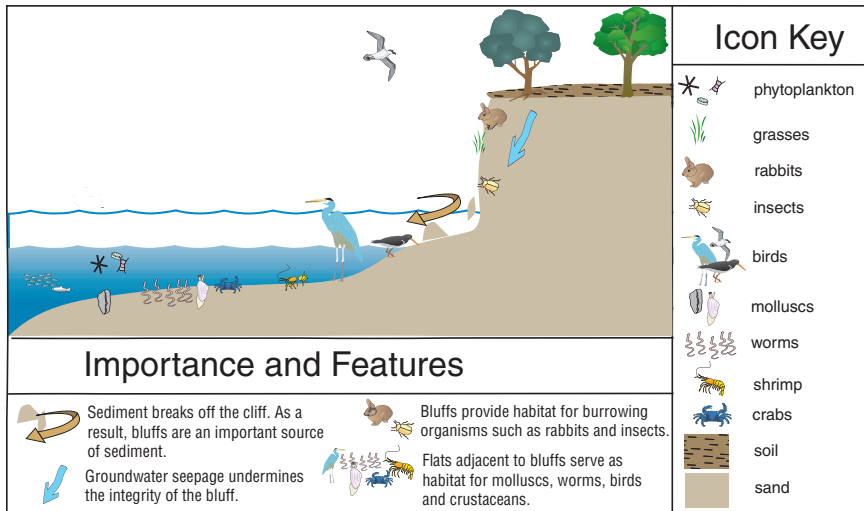 Icon Key
phytoplankton
grasses
rabbits
insects
birds
molluscs
worms
shrimp
crabs
soil
sand
Importance and Features
Sediment breaks off the cliff. As a
result, bluffs are an important source
of sediment.
Groundwater seepage undermines
the integrity of the bluff.
Bluffs provide habitat for burrowing
organisms such as rabbits and insects.
Flats adjacent to bluffs serve as
habitat for molluscs, worms, birds
and crustaceans.